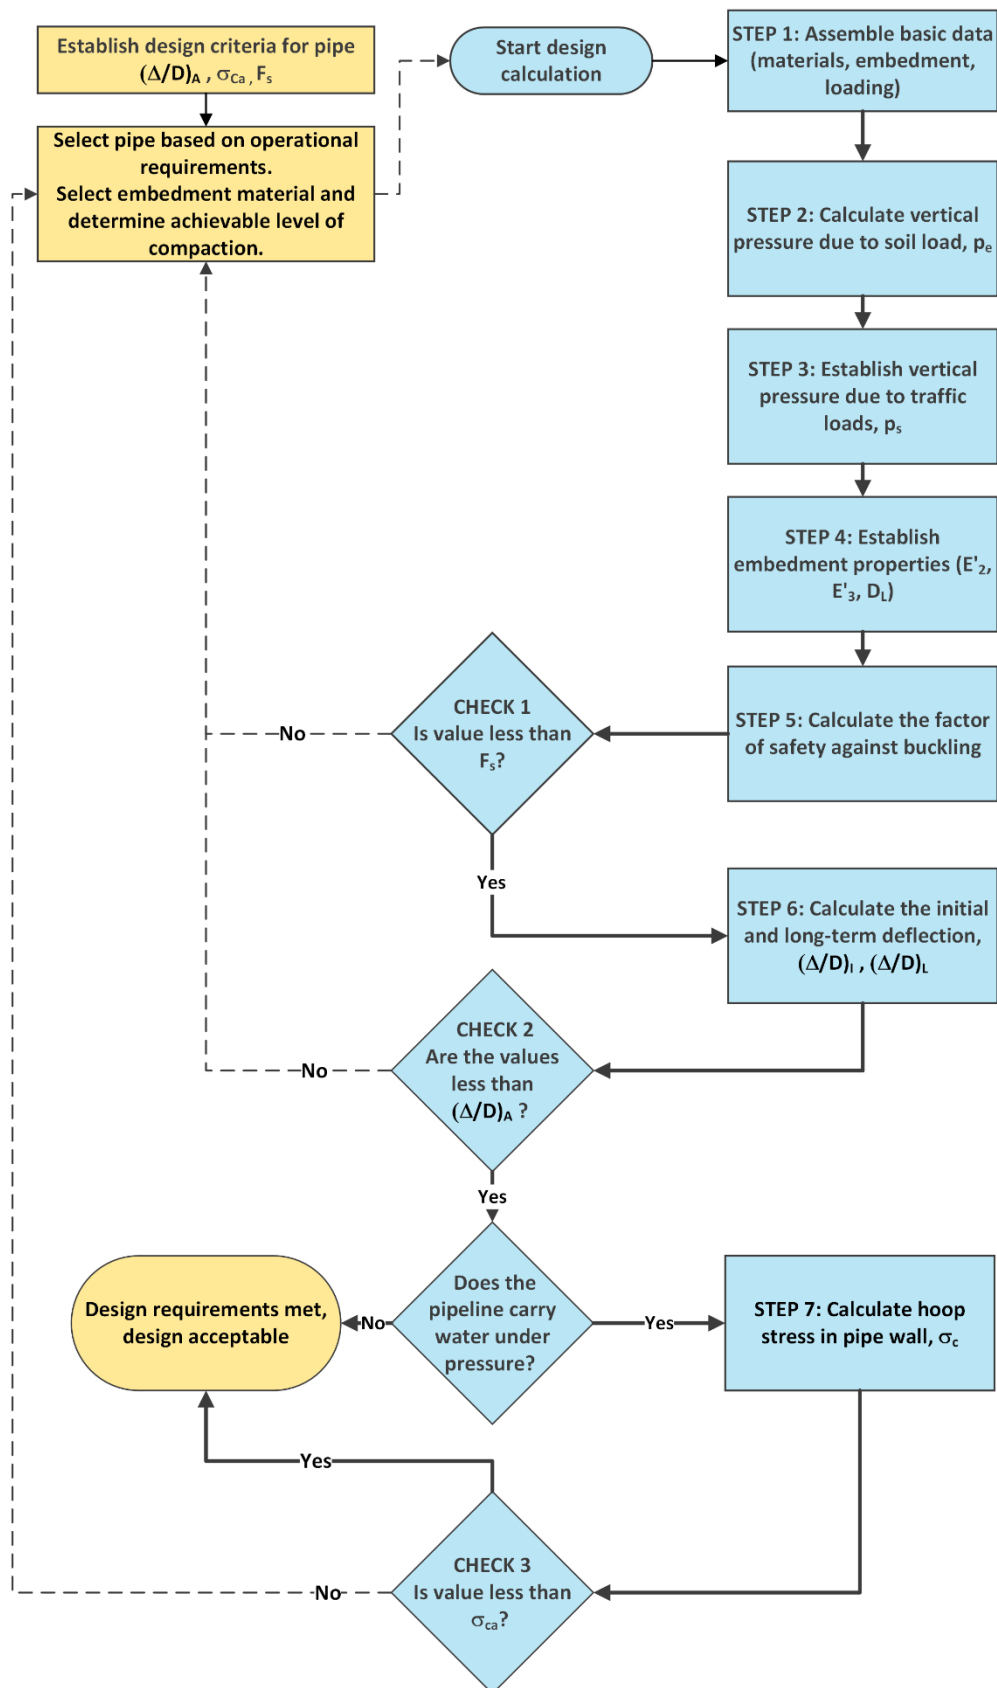 Establish design criteria for pipe
(Δ/D)A , σCa , Fs
Select pipe based on operational
requirements.
Select embedment material and
determine achievable level of
compaction.
Start design
calculation
STEP 1: Assemble basic data
(materials, embedment,
loading)
STEP 2: Calculate vertical
pressure due to soil load, pe
STEP 3: Establish vertical
pressure due to traffic
loads, ps
STEP 4: Establish
embedment properties (E'2,
E'3, DL)
STEP 5: Calculate the factor
of safety against buckling
CHECK 1
Is value less than
Fs?
No
Yes
STEP 6: Calculate the initial
and long-term deflection,
(Δ/D)I , (Δ/D)L
CHECK 2
Are the values
less than
(Δ/D)A ?
No
Yes
Does the
pipeline carry
water under
pressure?
No
Yes
Design requirements met,
design acceptable
STEP 7: Calculate hoop
stress in pipe wall, σc
CHECK 3
Is value less than
σca?
Yes
No